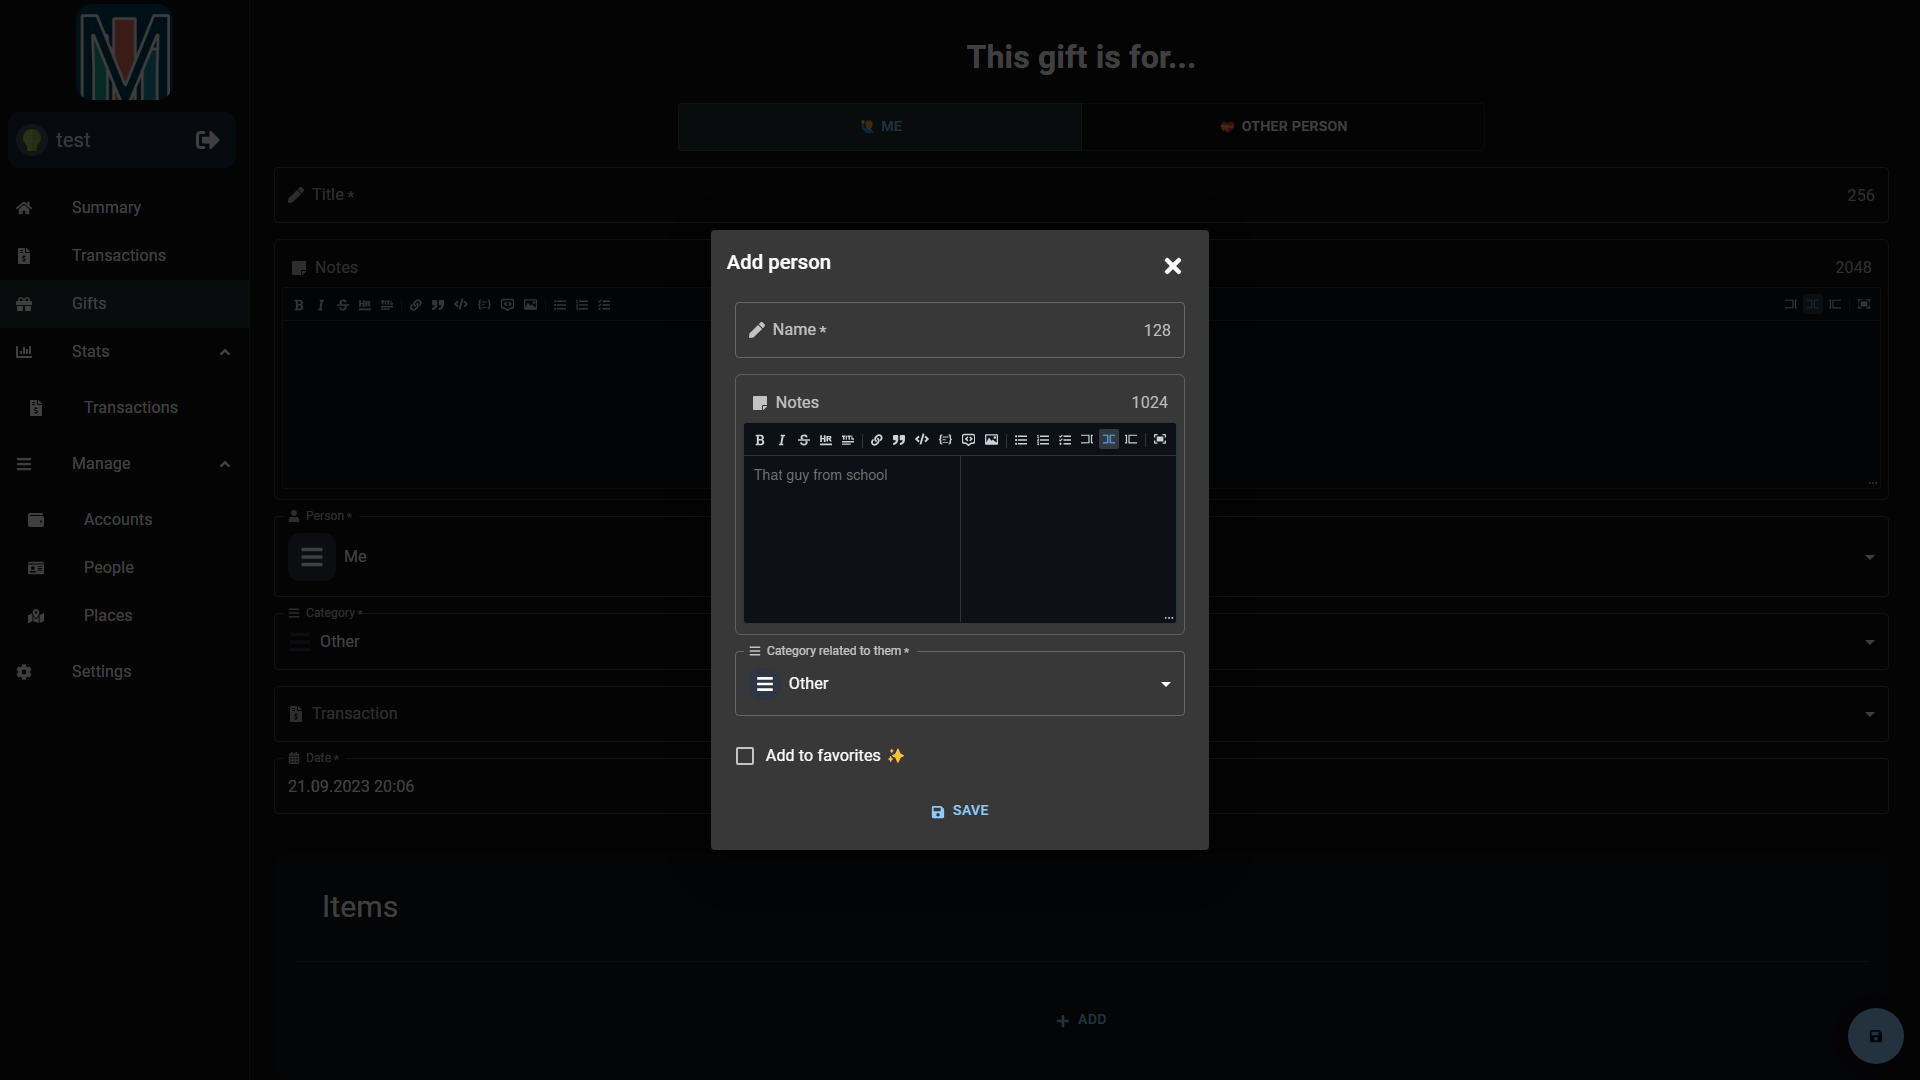 This gift is for...
ME
OTHER PERSON
test
Summary
Transactions
Gifts
Stats
Transactions
Manage
Accounts
People
Places
Settings
Title *
256
Notes
2048
Person *
Me
Category *
Other
Transaction
Date *
21.09.2023 20:06
Items
ADD
Add person
Name *
128
Notes
1024
That guy from school
Category related to them *
Other
Add to favorites ✨
SAVE